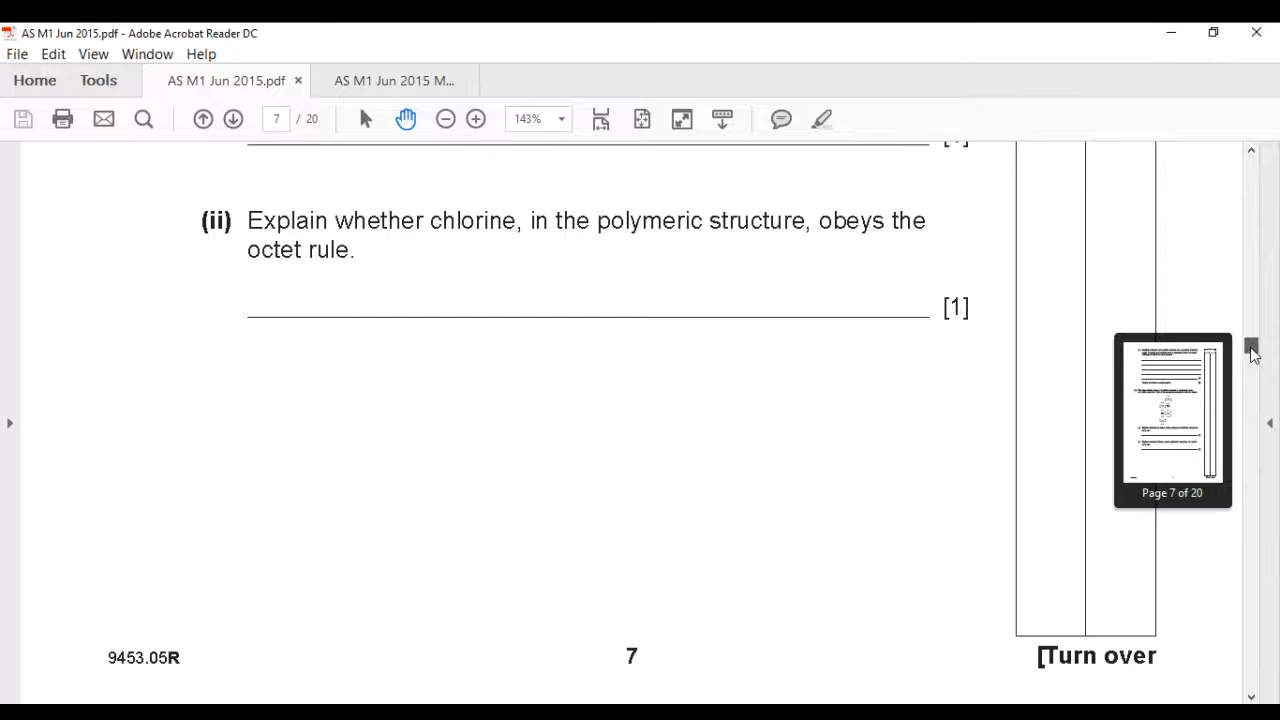 AS M1 Jun 2015.pdf - Adobe Acrobat Reader DC
File Edit View Window Help
Home Tools AS M1 Jun 2015.pdf × AS M1 Jun 2015 M...
7 / 20 143%
(ii) Explain whether chlorine, in the polymeric structure, obeys the
octet rule.
[1]
Page 7 of 20
9453.05R 7 [Turn over